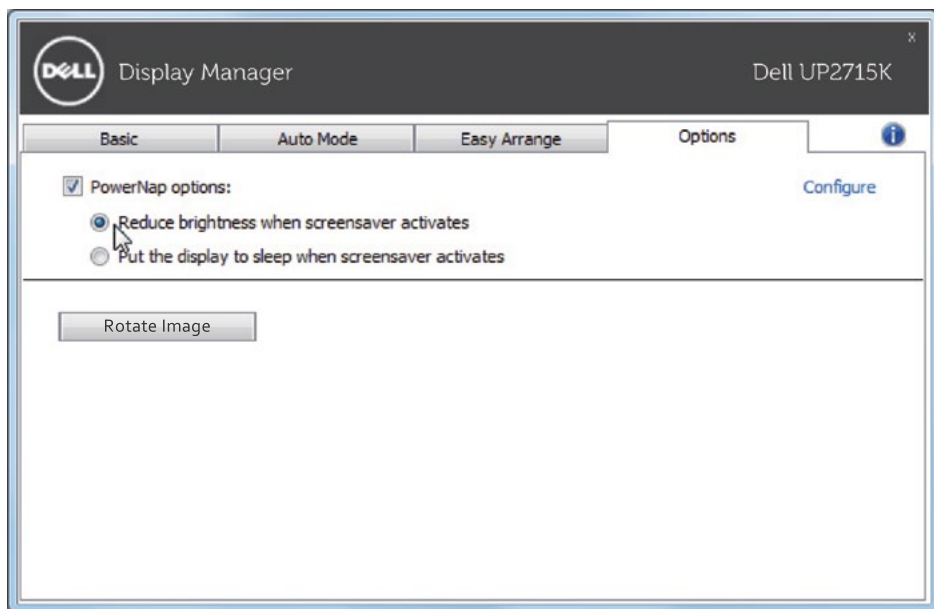 DELL Display Manager
Dell UP2715K
x
Basic
Auto Mode
Easy Arrange
Options
i
PowerNap options:
Configure
Reduce brightness when screensaver activates
Put the display to sleep when screensaver activates
Rotate Image